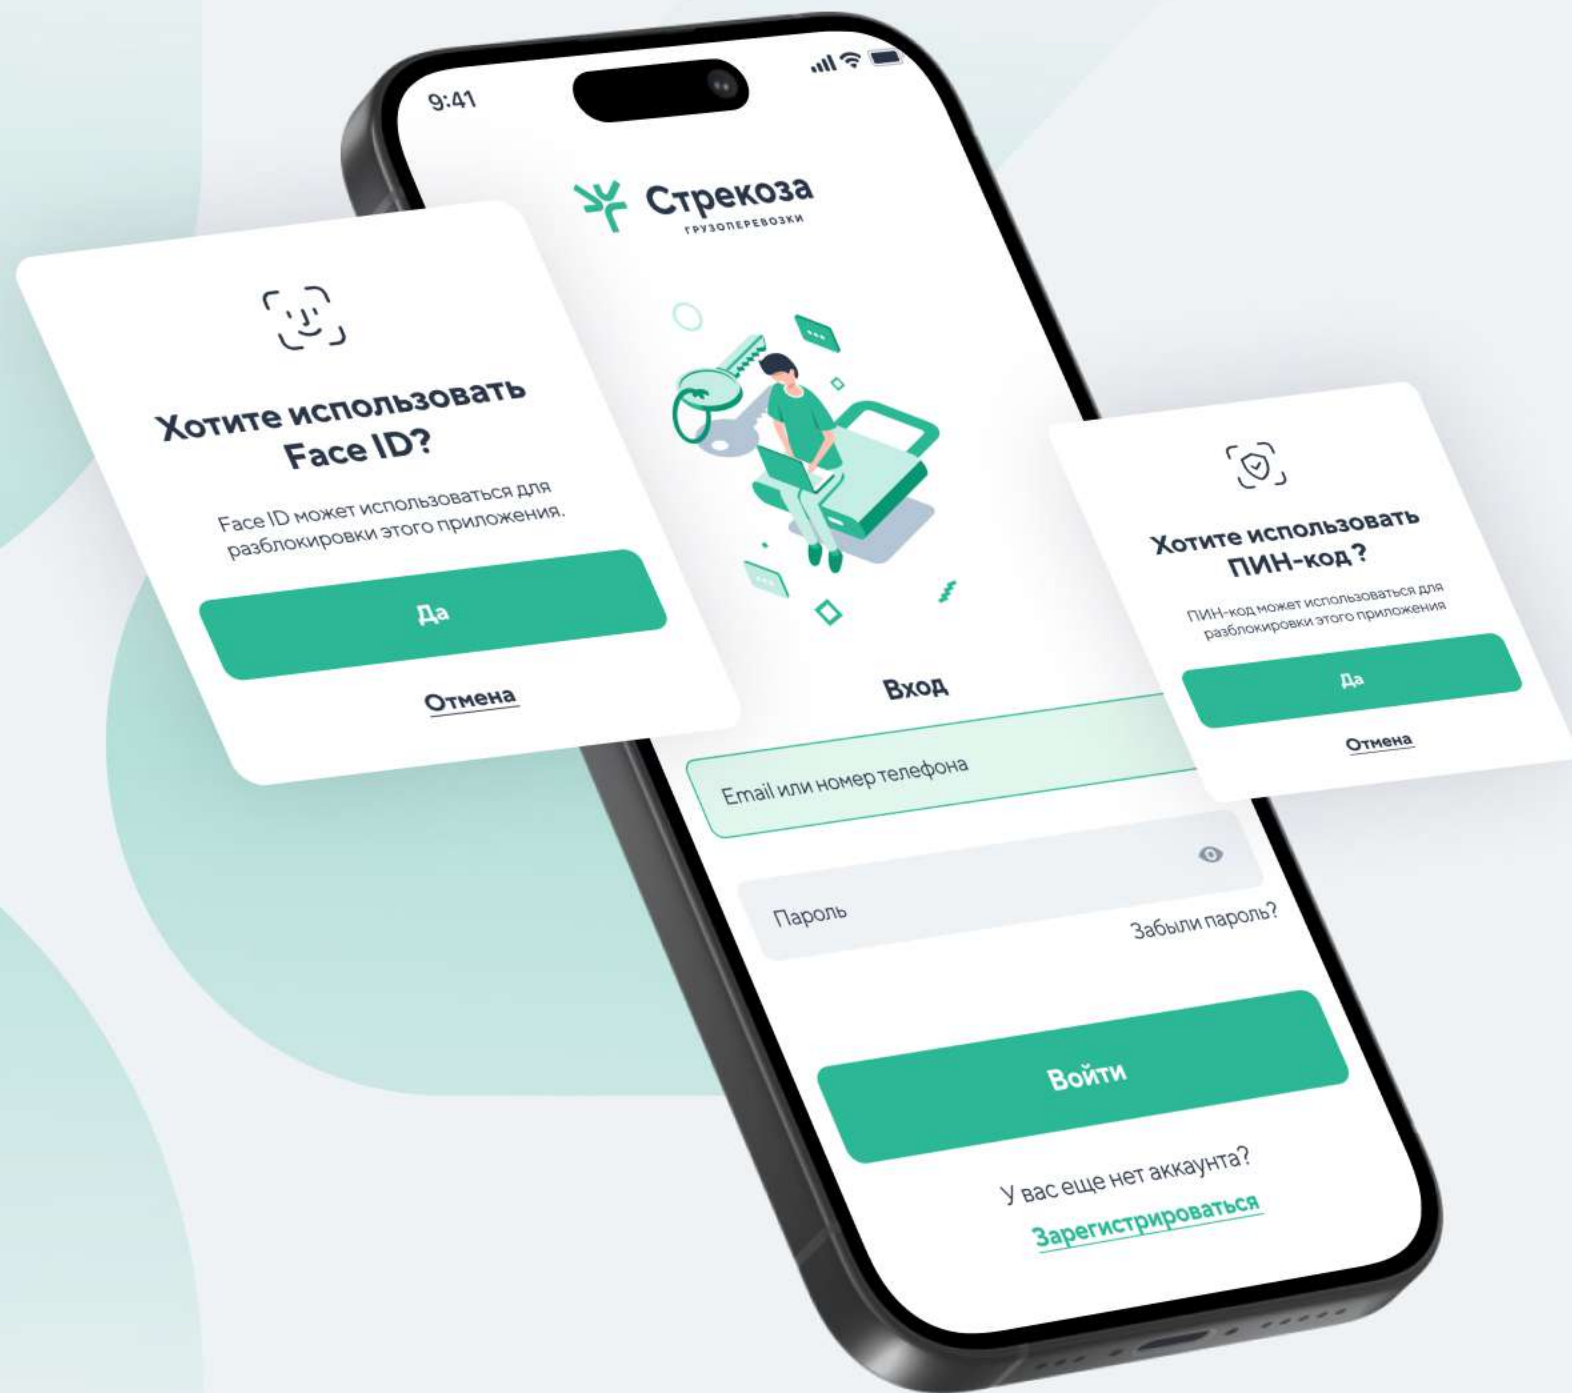 9:41
Стрекоза
ГРУЗОПЕРЕВОЗКИ
Хотите использовать
Face ID?
Face ID может использоваться для
разблокировки этого приложения.
Да
Отмена
Хотите использовать
ПИН-код?
ПИН-код может использоваться для
разблокировки этого приложения
Да
Отмена
Вход
Email или номер телефона
Пароль
Забыли пароль?
Войти
У вас еще нет аккаунта?
Зарегистрироваться